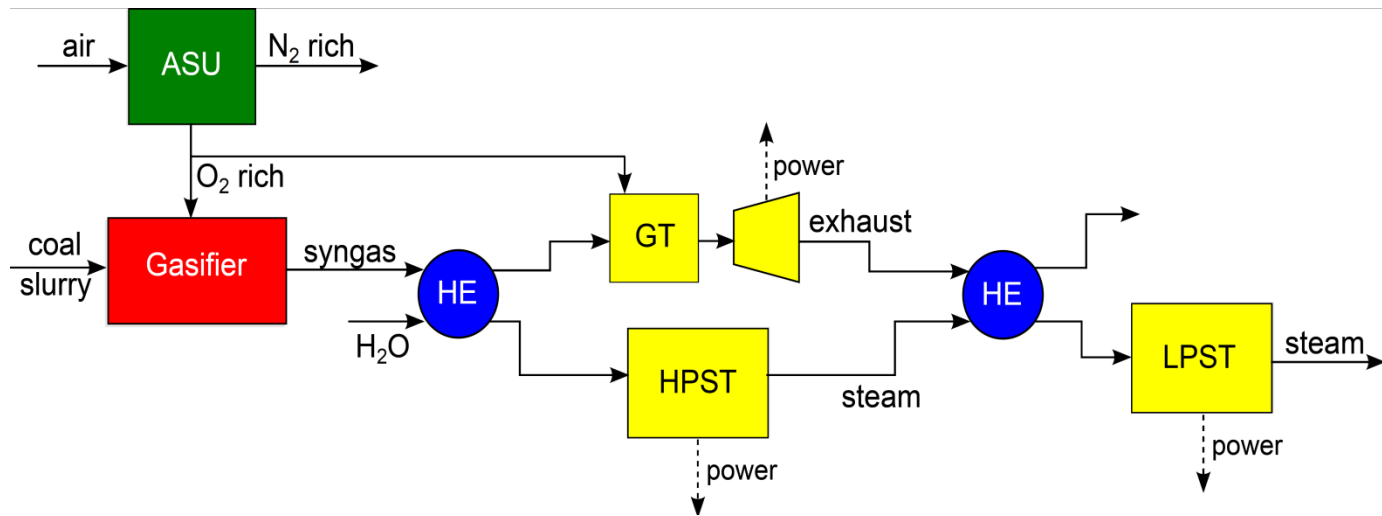 air
ASU
N₂ rich
O₂ rich
power
coal
slurry
Gasifier
syngas
HE
H₂O
GT
exhaust
HE
HPST
steam
LPST
steam
power
power